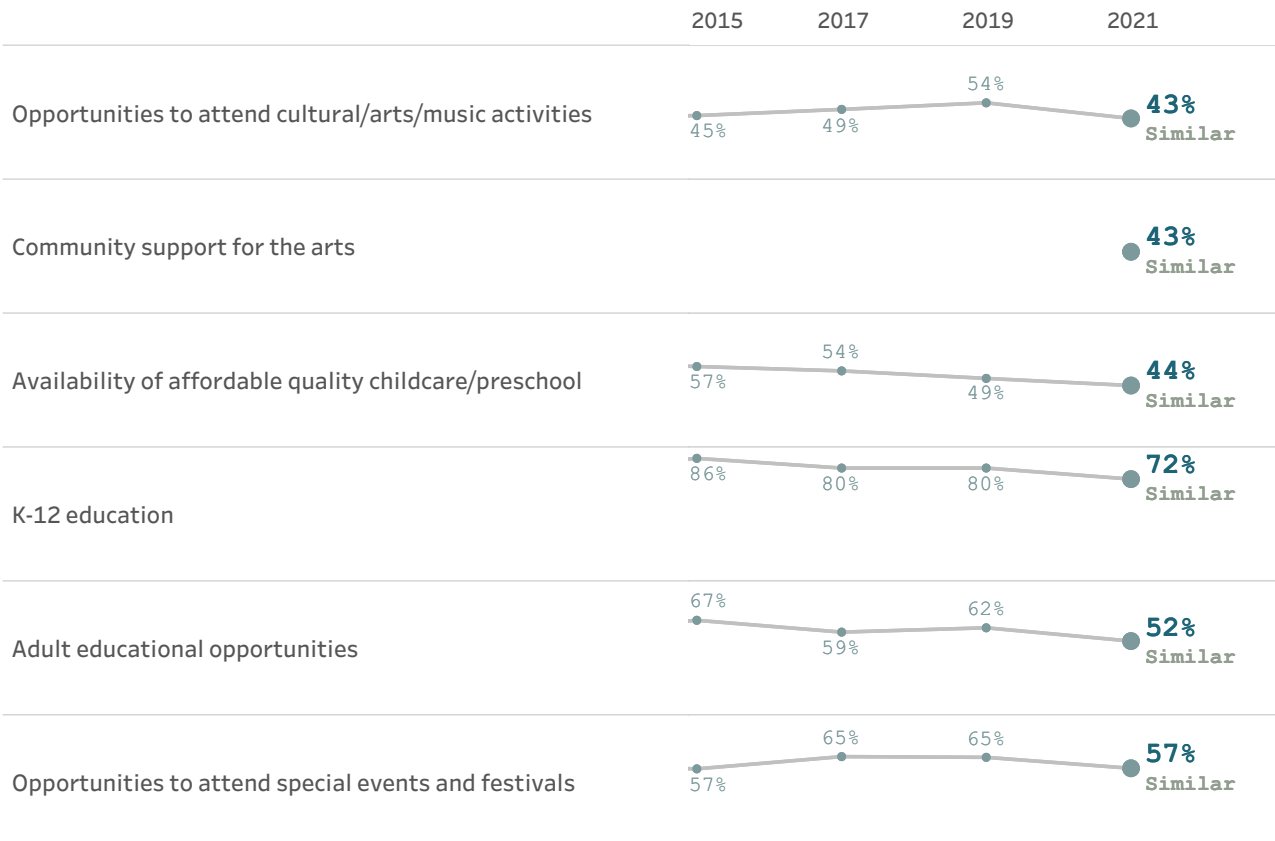 2015 2017 2019 2021
Opportunities to attend cultural/arts/music activities
45%
49%
54%
43%
Similar
Community support for the arts
43%
Similar
Availability of affordable quality childcare/preschool
57%
54%
49%
44%
Similar
K-12 education
86%
80%
80%
72%
Similar
Adult educational opportunities
67%
59%
62%
52%
Similar
Opportunities to attend special events and festivals
57%
65%
65%
57%
Similar